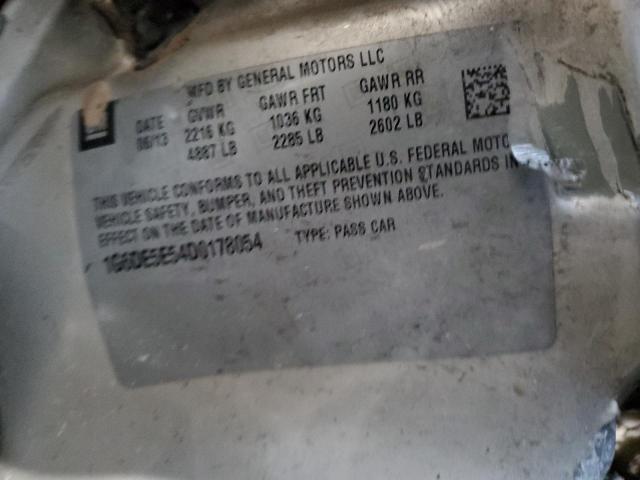 MFD BY GENERAL MOTORS LLC
DATE GVWR GAWR FRT GAWR RR
06/13 2216 KG 1036 KG 1180 KG
4887 LB 2285 LB 2602 LB
THIS VEHICLE CONFORMS TO ALL APPLICABLE U.S. FEDERAL MOTO
VEHICLE SAFETY, BUMPER, AND THEFT PREVENTION STANDARDS IN
EFFECT ON THE DATE OF MANUFACTURE SHOWN ABOVE.
1G6DE5E54D0178054 TYPE: PASS CAR